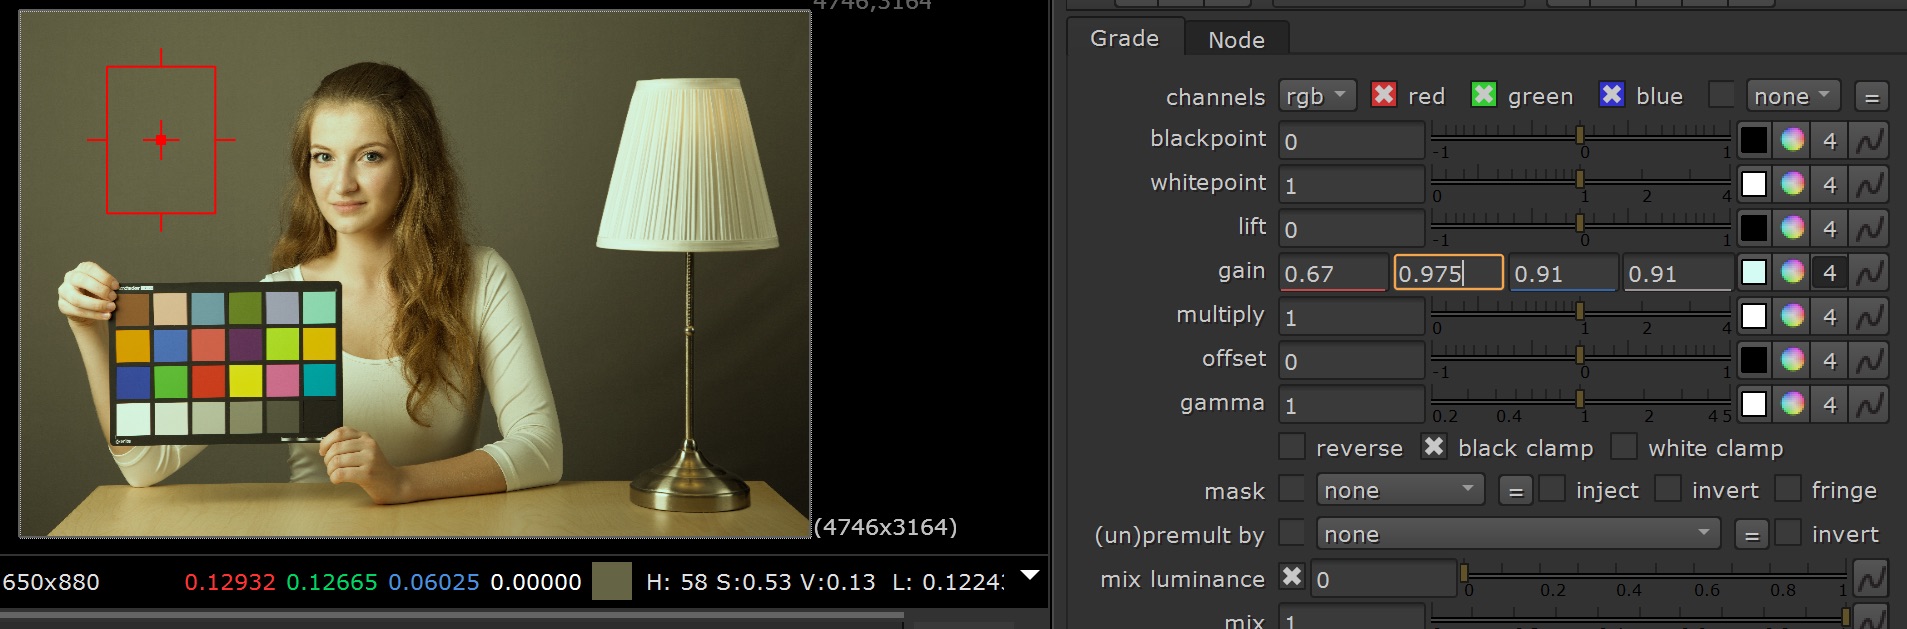 4746,3164
Grade Node
channels rgb red green blue none =
blackpoint 0 -1 0 1 4
whitepoint 1 0 1 2 4 4
lift 0 -1 0 1 4
gain 0.67 0.975 0.91 0.91 4
multiply 1 0 1 2 4 4
offset 0 -1 0 1 4
gamma 1 0.2 0.4 1 2 4 5 4
reverse black clamp white clamp
mask none = inject invert fringe
(un)premult by none = invert
mix luminance 0 0 0.2 0.4 0.6 0.8 1
mix 1
(4746x3164)
650x880 0.12932 0.12665 0.06025 0.00000 H: 58 S:0.53 V:0.13 L: 0.1224